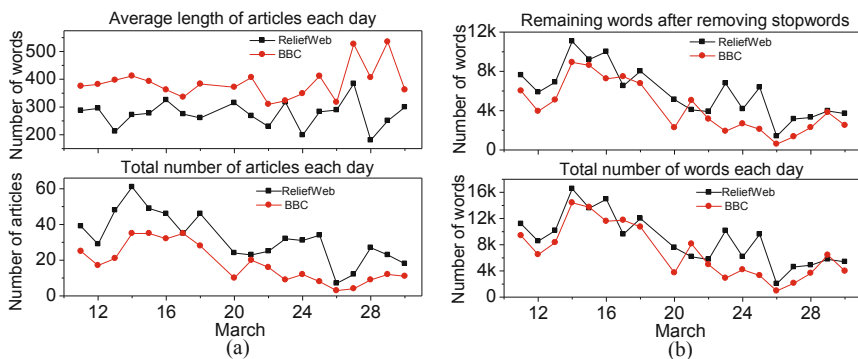 Average length of articles each day
Number of words
500
400
300
200
ReliefWeb
BBC
Total number of articles each day
Number of articles
60
40
20
0
ReliefWeb
BBC
12 16 20 24 28
March
(a)
Remaining words after removing stopwords
Number of words
12k
8k
4k
0
ReliefWeb
BBC
Total number of words each day
Number of words
16k
12k
8k
4k
0
ReliefWeb
BBC
12 16 20 24 28
March
(b)